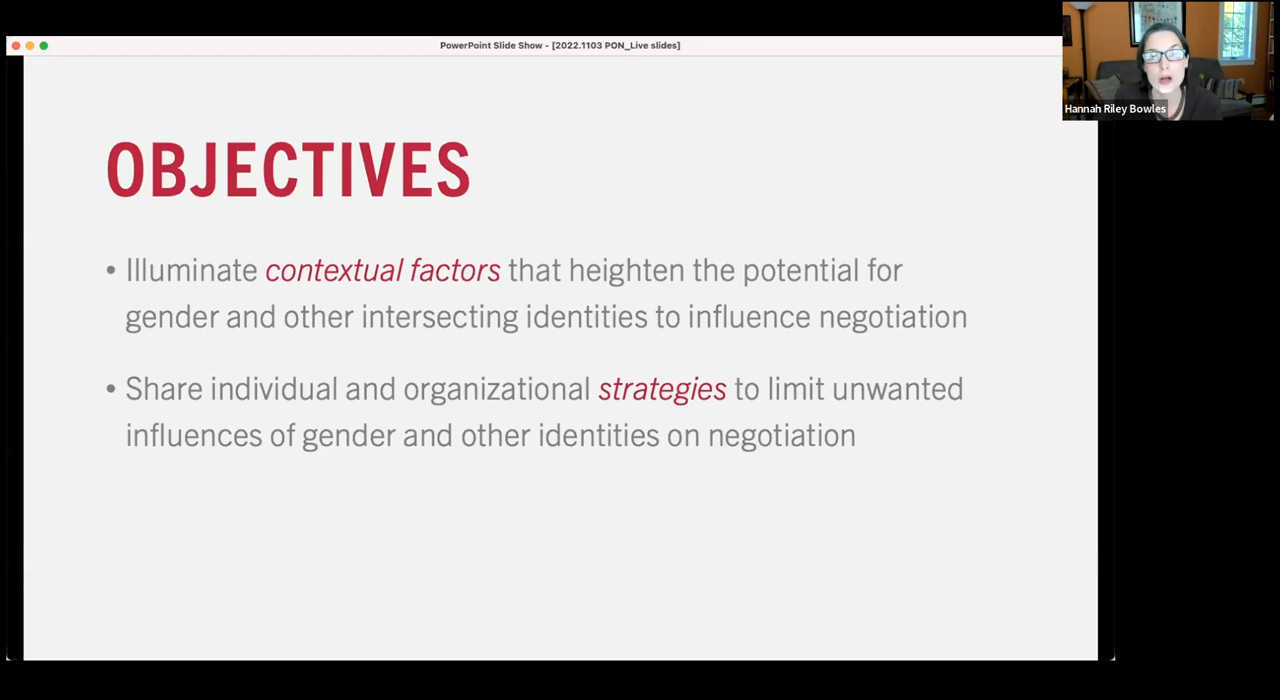 PowerPoint Slide Show - [2022.1103 PON_Live slides]
Hannah Riley Bowles
OBJECTIVES
• Illuminate contextual factors that heighten the potential for
gender and other intersecting identities to influence negotiation
• Share individual and organizational strategies to limit unwanted
influences of gender and other identities on negotiation